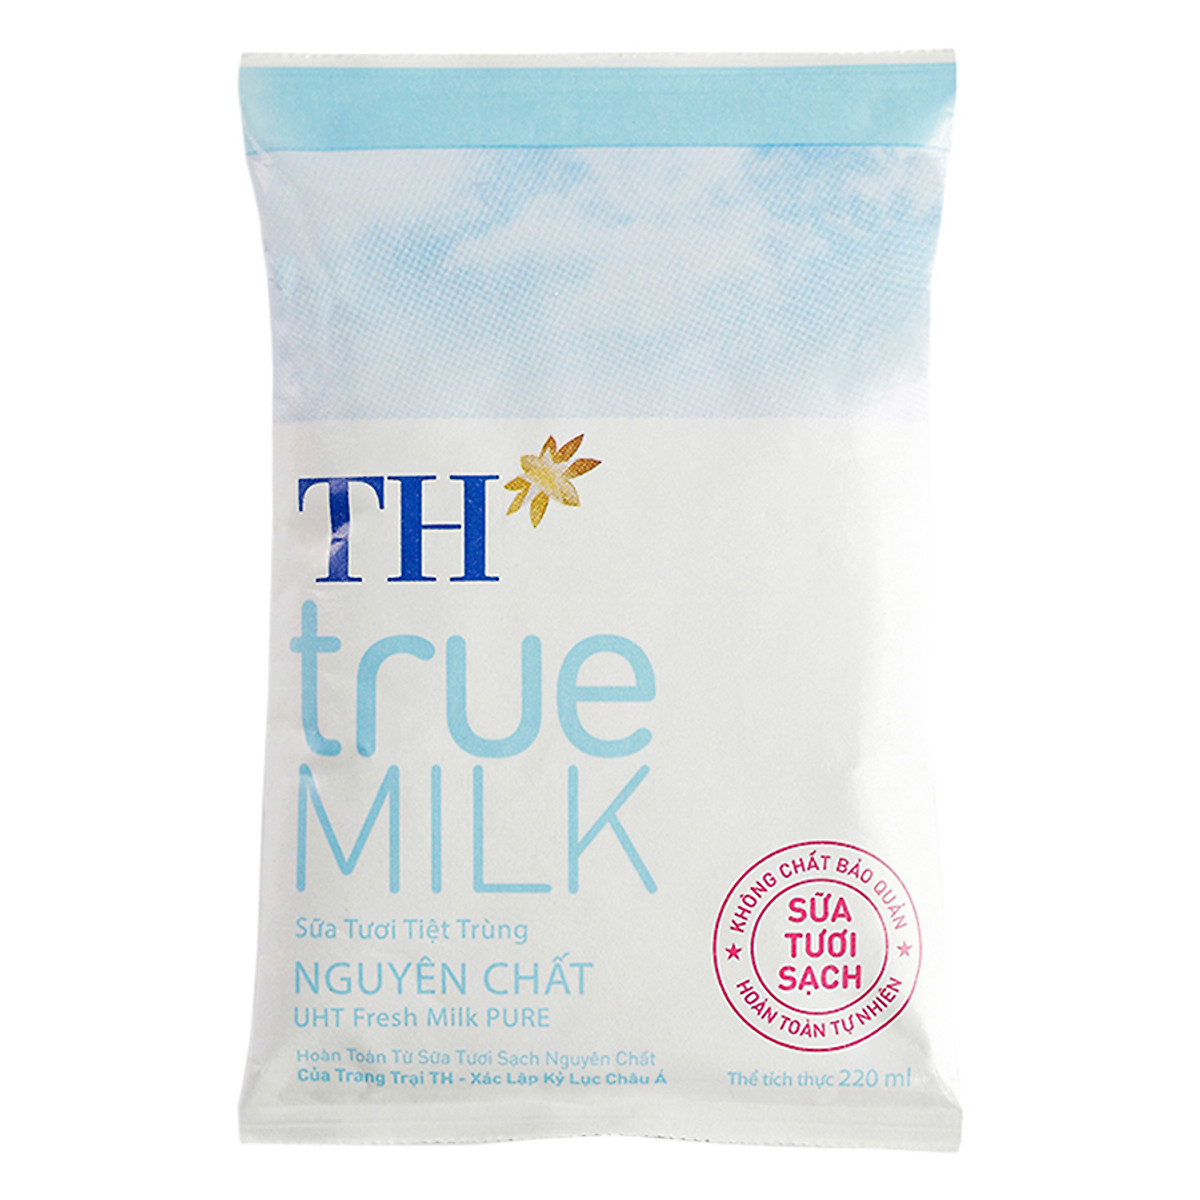 TH
true
MILK
Sữa Tươi Tiệt Trùng
NGUYÊN CHẤT
UHT Fresh Milk PURE
Hoàn Toàn Từ Sữa Tươi Sạch Nguyên Chất
Của Trang Trại TH - Xác Lập Kỷ Lục Châu Á
KHÔNG CHẤT BẢO QUẢN
SỮA
TƯƠI
SẠCH
HOÀN TOÀN TỰ NHIÊN
Thể tích thực 220 ml